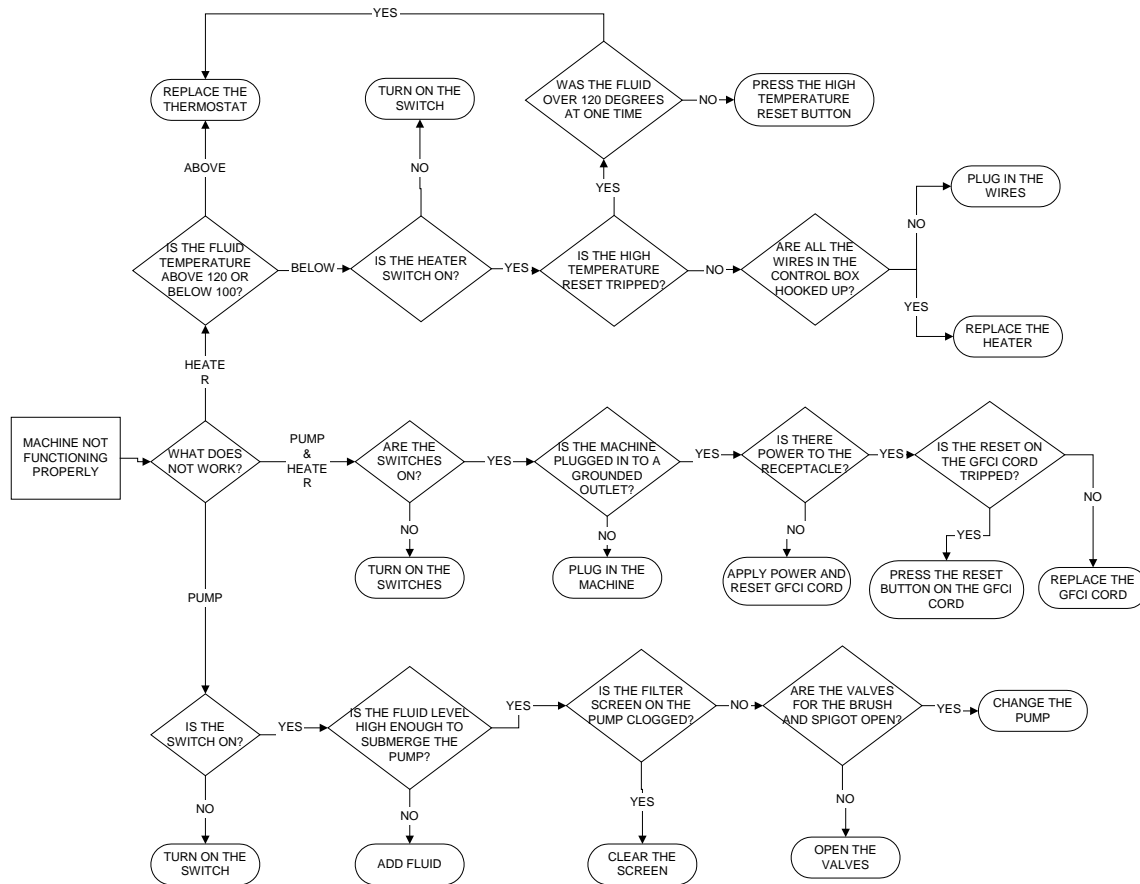 YES
REPLACE THE
THERMOSTAT
TURN ON THE
SWITCH
WAS THE FLUID
OVER 120 DEGREES
AT ONE TIME
NO
PRESS THE HIGH
TEMPERATURE
RESET BUTTON
ABOVE
NO
YES
PLUG IN THE
WIRES
NO
IS THE FLUID
TEMPERATURE
ABOVE 120 OR
BELOW 100?
BELOW
IS THE HEATER
SWITCH ON?
YES
IS THE HIGH
TEMPERATURE
RESET TRIPPED?
NO
ARE ALL THE
WIRES IN THE
CONTROL BOX
HOOKED UP?
YES
REPLACE THE
HEATER
HEATE
R
MACHINE NOT
FUNCTIONING
PROPERLY
WHAT DOES
NOT WORK?
PUMP
&
HEATE
R
ARE THE
SWITCHES
ON?
YES
IS THE MACHINE
PLUGGED IN TO A
GROUNDED
OUTLET?
YES
IS THERE
POWER TO THE
RECEPTACLE?
YES
IS THE RESET ON
THE GFCI CORD
TRIPPED?
NO
NO
NO
YES
NO
TURN ON THE
SWITCHES
PLUG IN THE
MACHINE
APPLY POWER AND
RESET GFCI CORD
PRESS THE RESET
BUTTON ON THE GFCI
CORD
REPLACE THE
GFCI CORD
PUMP
IS THE
SWITCH ON?
YES
IS THE FLUID LEVEL
HIGH ENOUGH TO
SUBMERGE THE
PUMP?
YES
IS THE FILTER
SCREEN ON THE
PUMP CLOGGED?
NO
ARE THE VALVES
FOR THE BRUSH
AND SPIGOT OPEN?
YES
CHANGE THE
PUMP
NO
NO
YES
NO
TURN ON THE
SWITCH
ADD FLUID
CLEAR THE
SCREEN
OPEN THE
VALVES